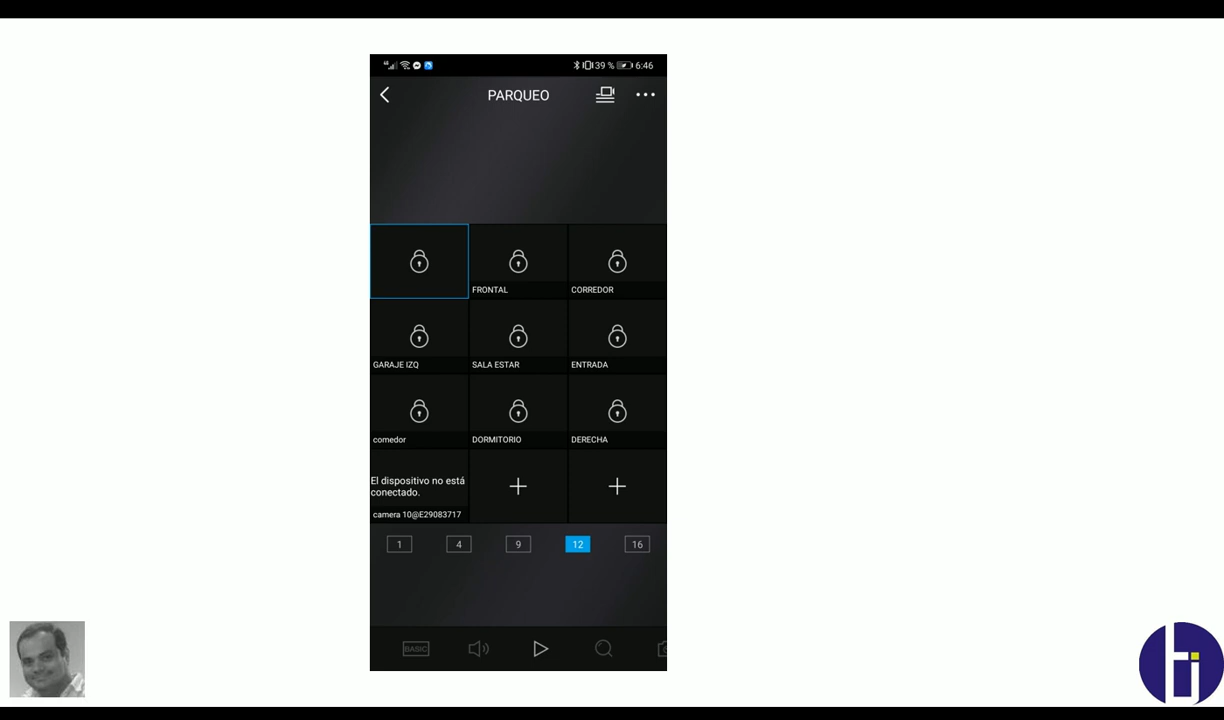 39 % 6:46
PARQUEO
FRONTAL
CORREDOR
GARAJE IZQ
SALA ESTAR
ENTRADA
comedor
DORMITORIO
DERECHA
El dispositivo no está
conectado.
camera 10@E29083717
1 4 9 12 16
BASIC